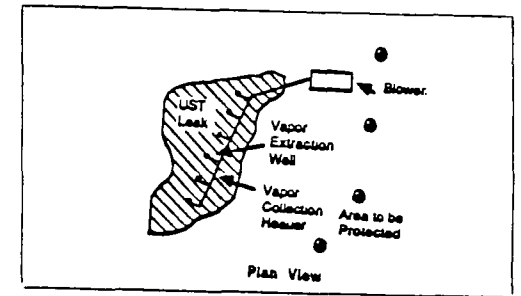 UST
Leak
Blower.
Vapor
Extraction
Well
Vapor
Collection
Header
Area to be
Protected
Plan View